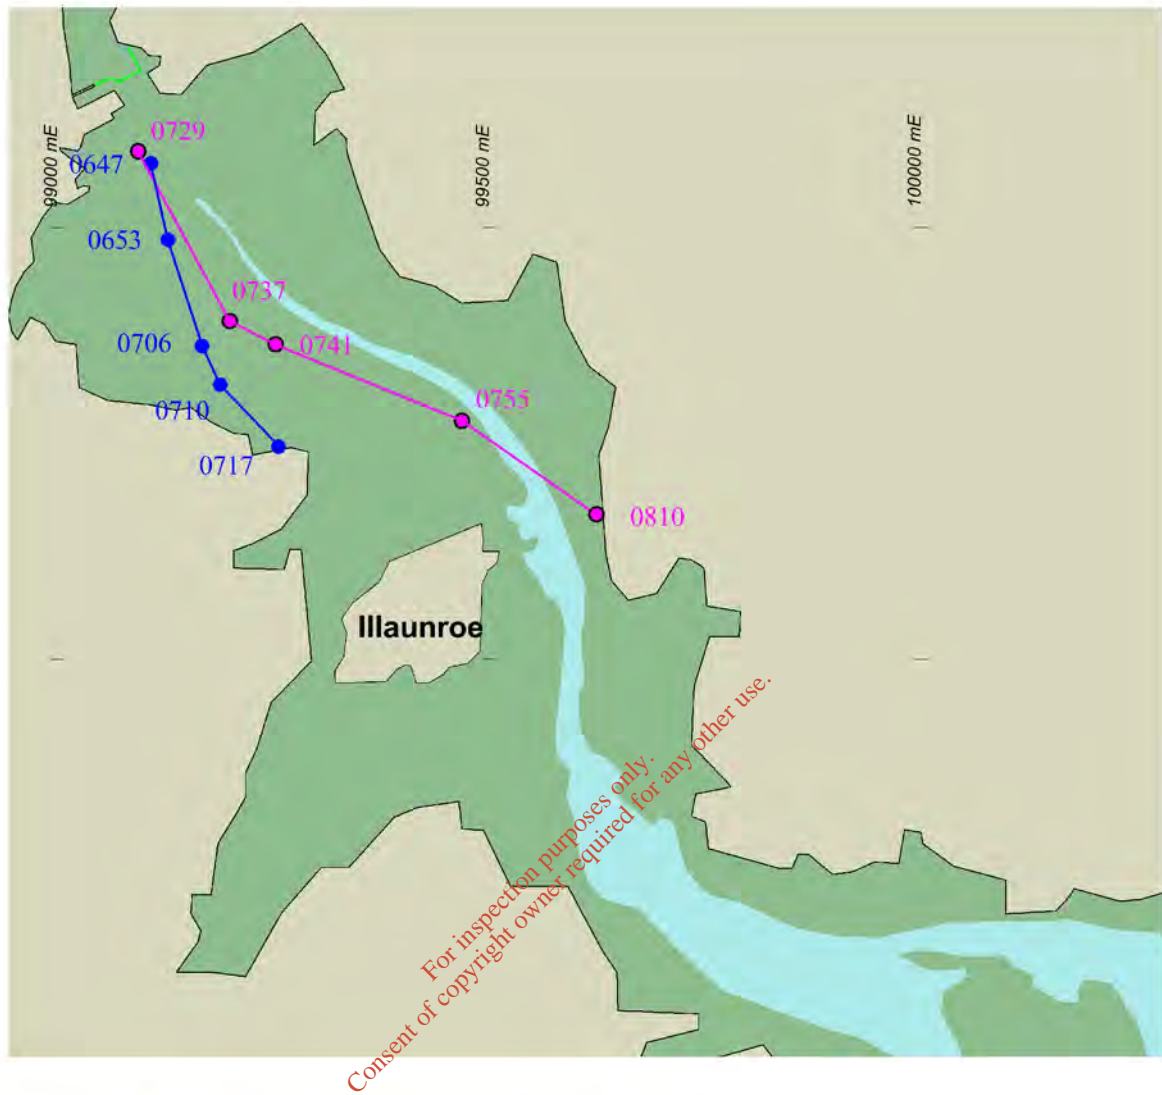 99000 mE
99500 mE
100000 mE
0729
0647
0653
0737
0706
0741
0710
0755
0717
0810
Illaunroe
For inspection purposes only.
Consent of copyright owner required for any other use.